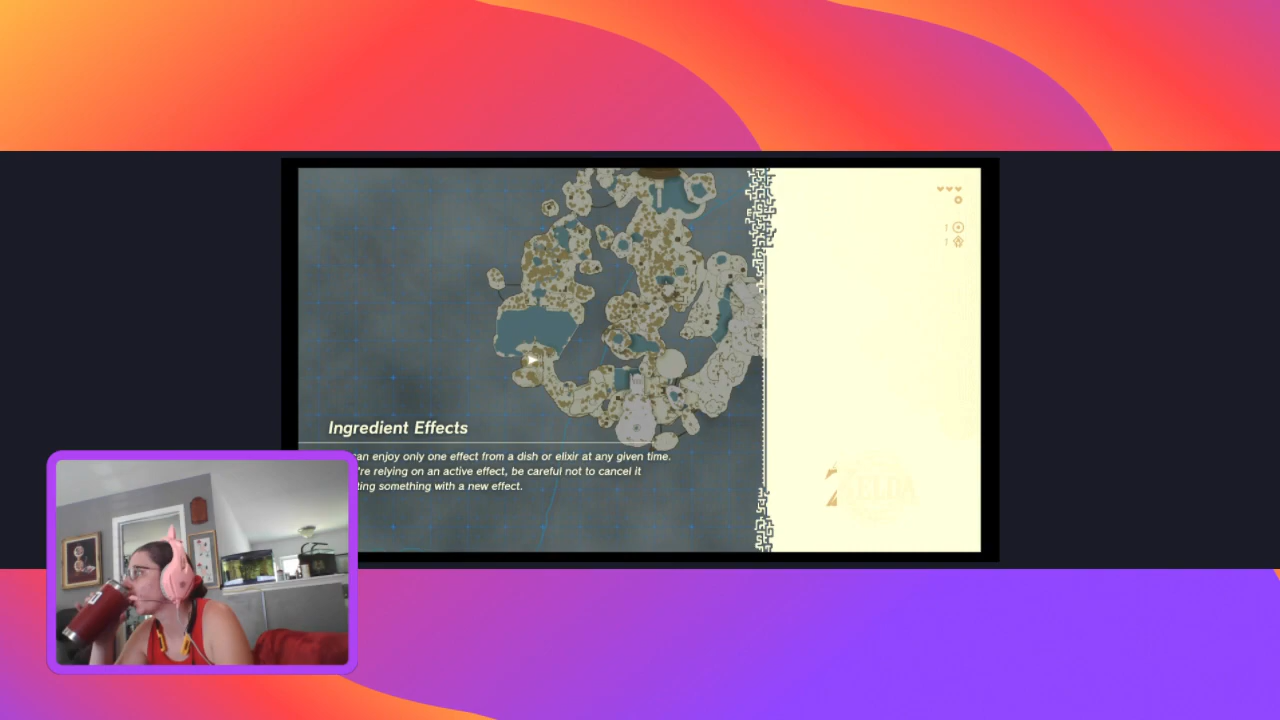 Ingredient Effects
can enjoy only one effect from a dish or elixir at any given time.
're relying on an active effect, be careful not to cancel it
ting something with a new effect.
ZELDA